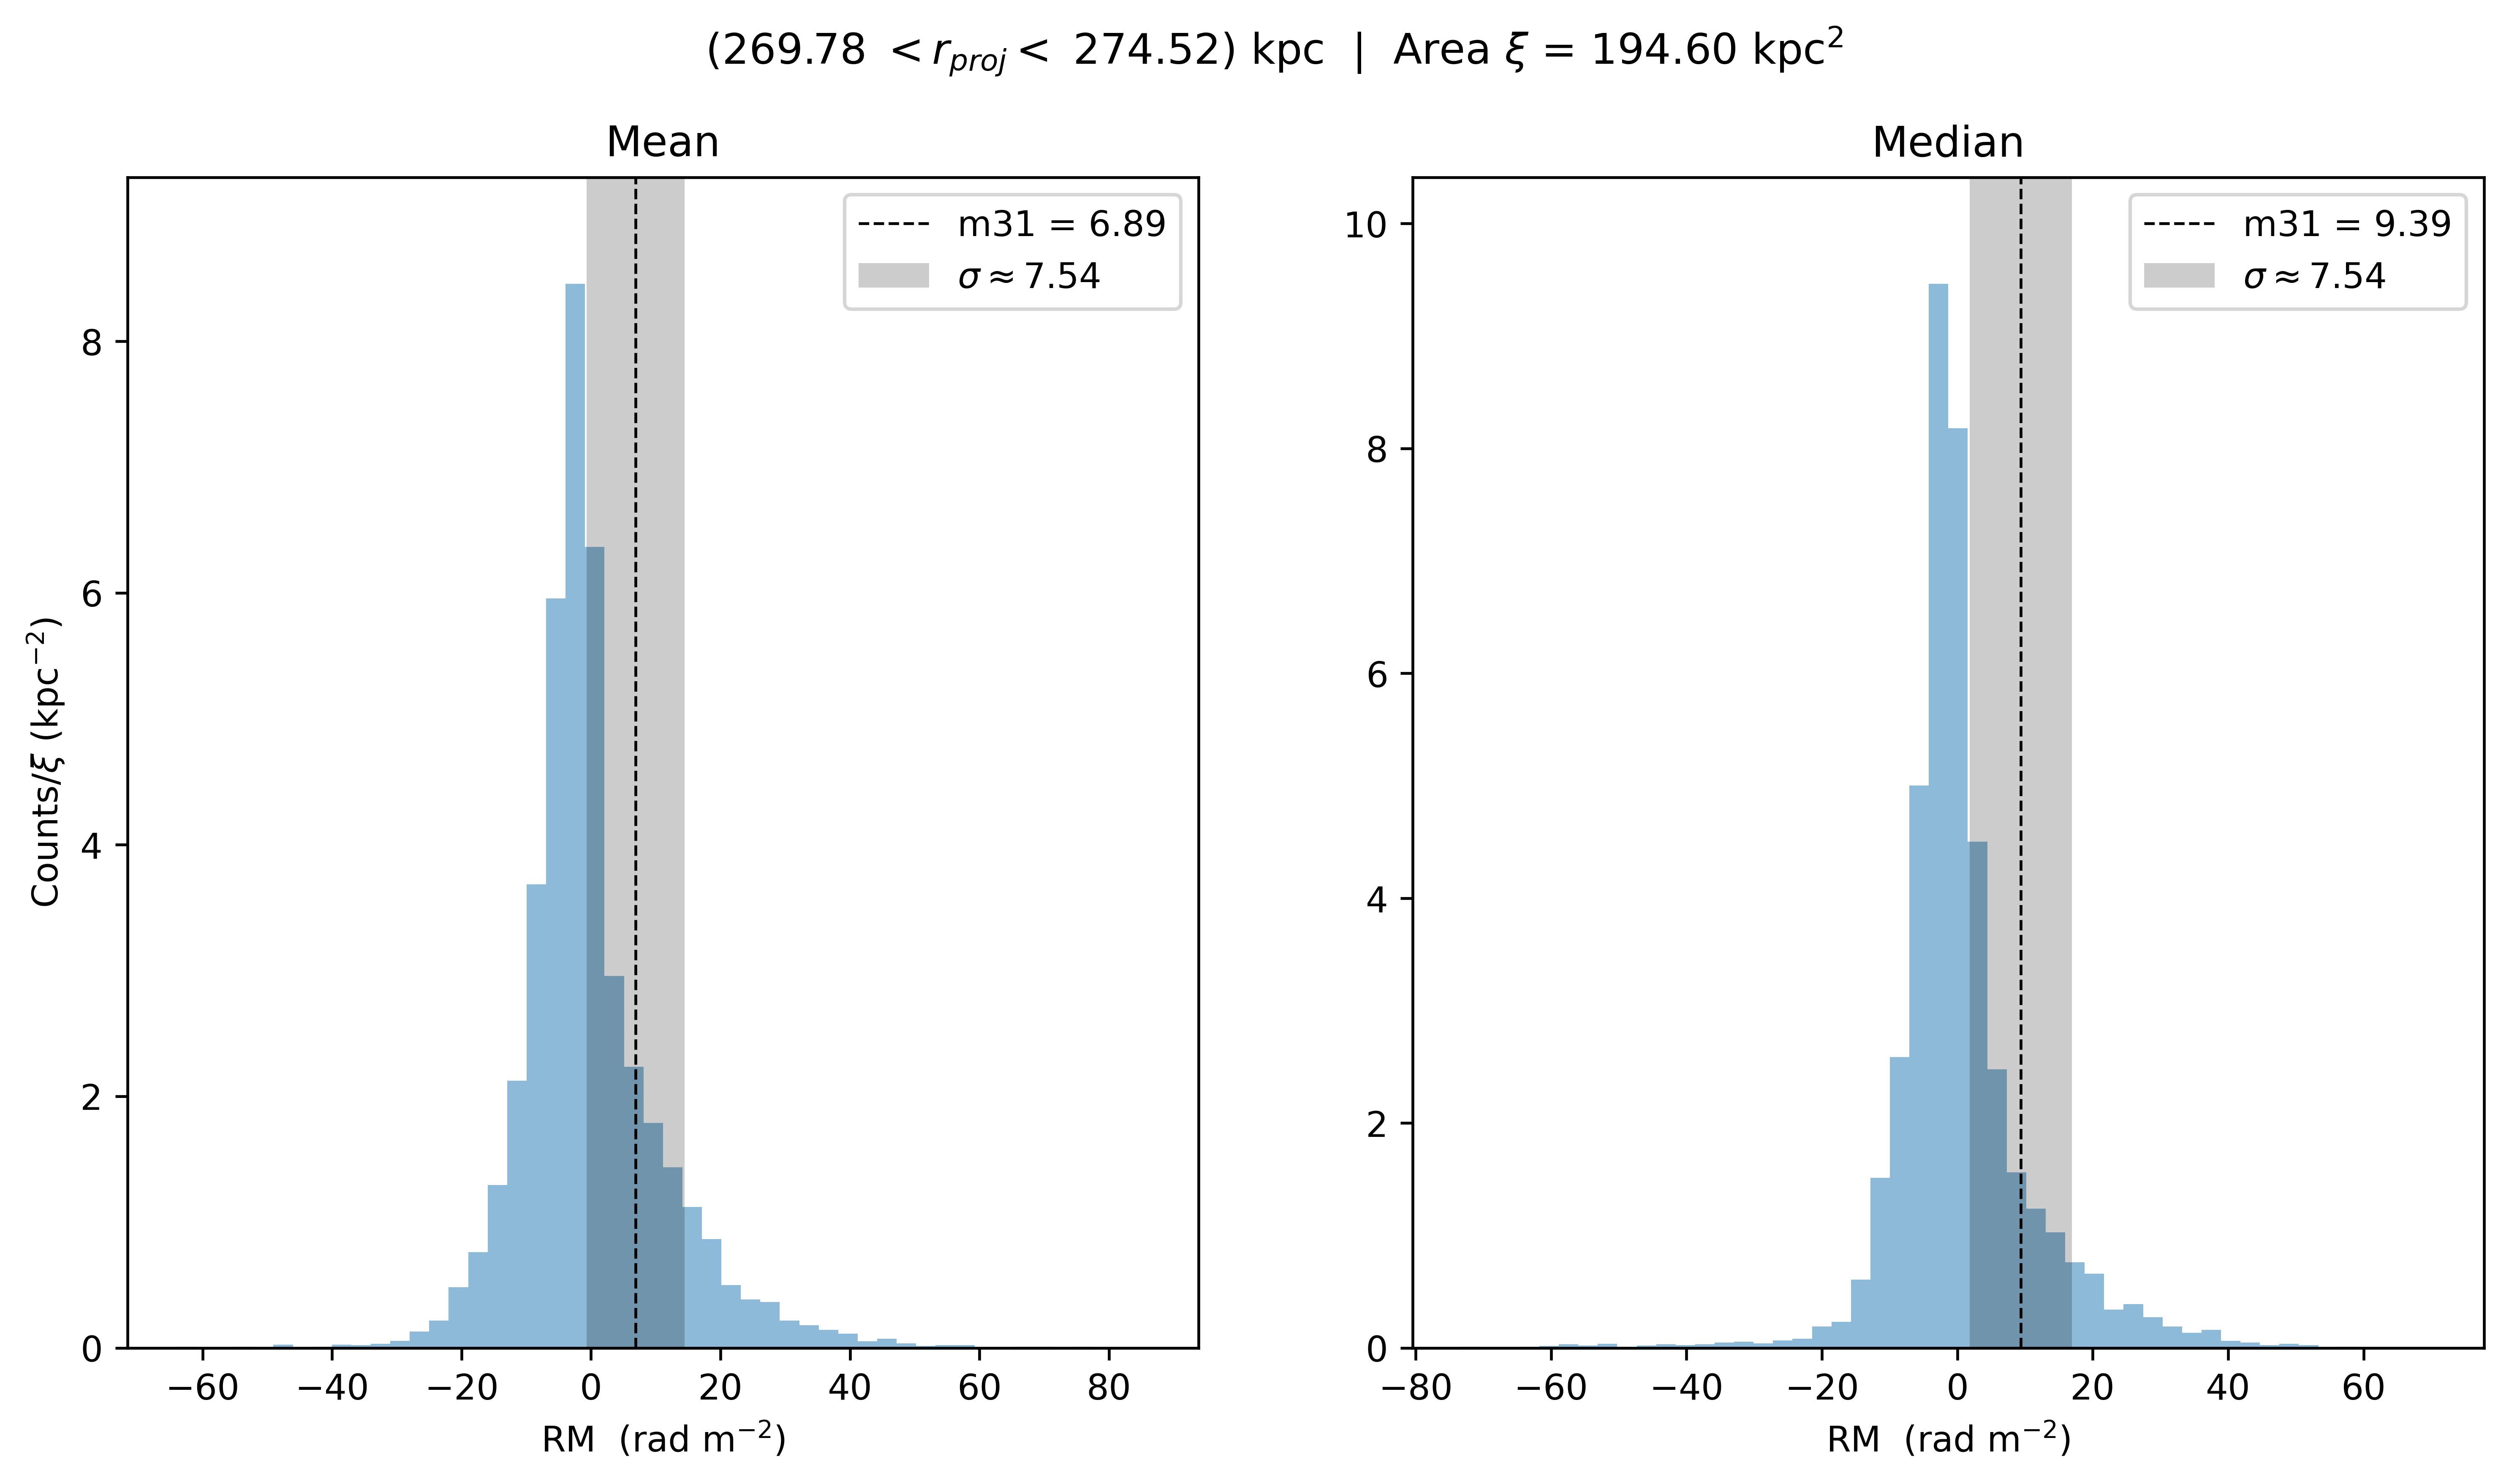 (269.78 < r_proj < 274.52) kpc | Area ξ = 194.60 kpc²
Mean
m31 = 6.89
σ ≈ 7.54
8
6
4
2
0
Counts/ξ (kpc⁻²)
−60 −40 −20 0 20 40 60 80
RM (rad m⁻²)
Median
m31 = 9.39
σ ≈ 7.54
10
8
6
4
2
0
−80 −60 −40 −20 0 20 40 60
RM (rad m⁻²)